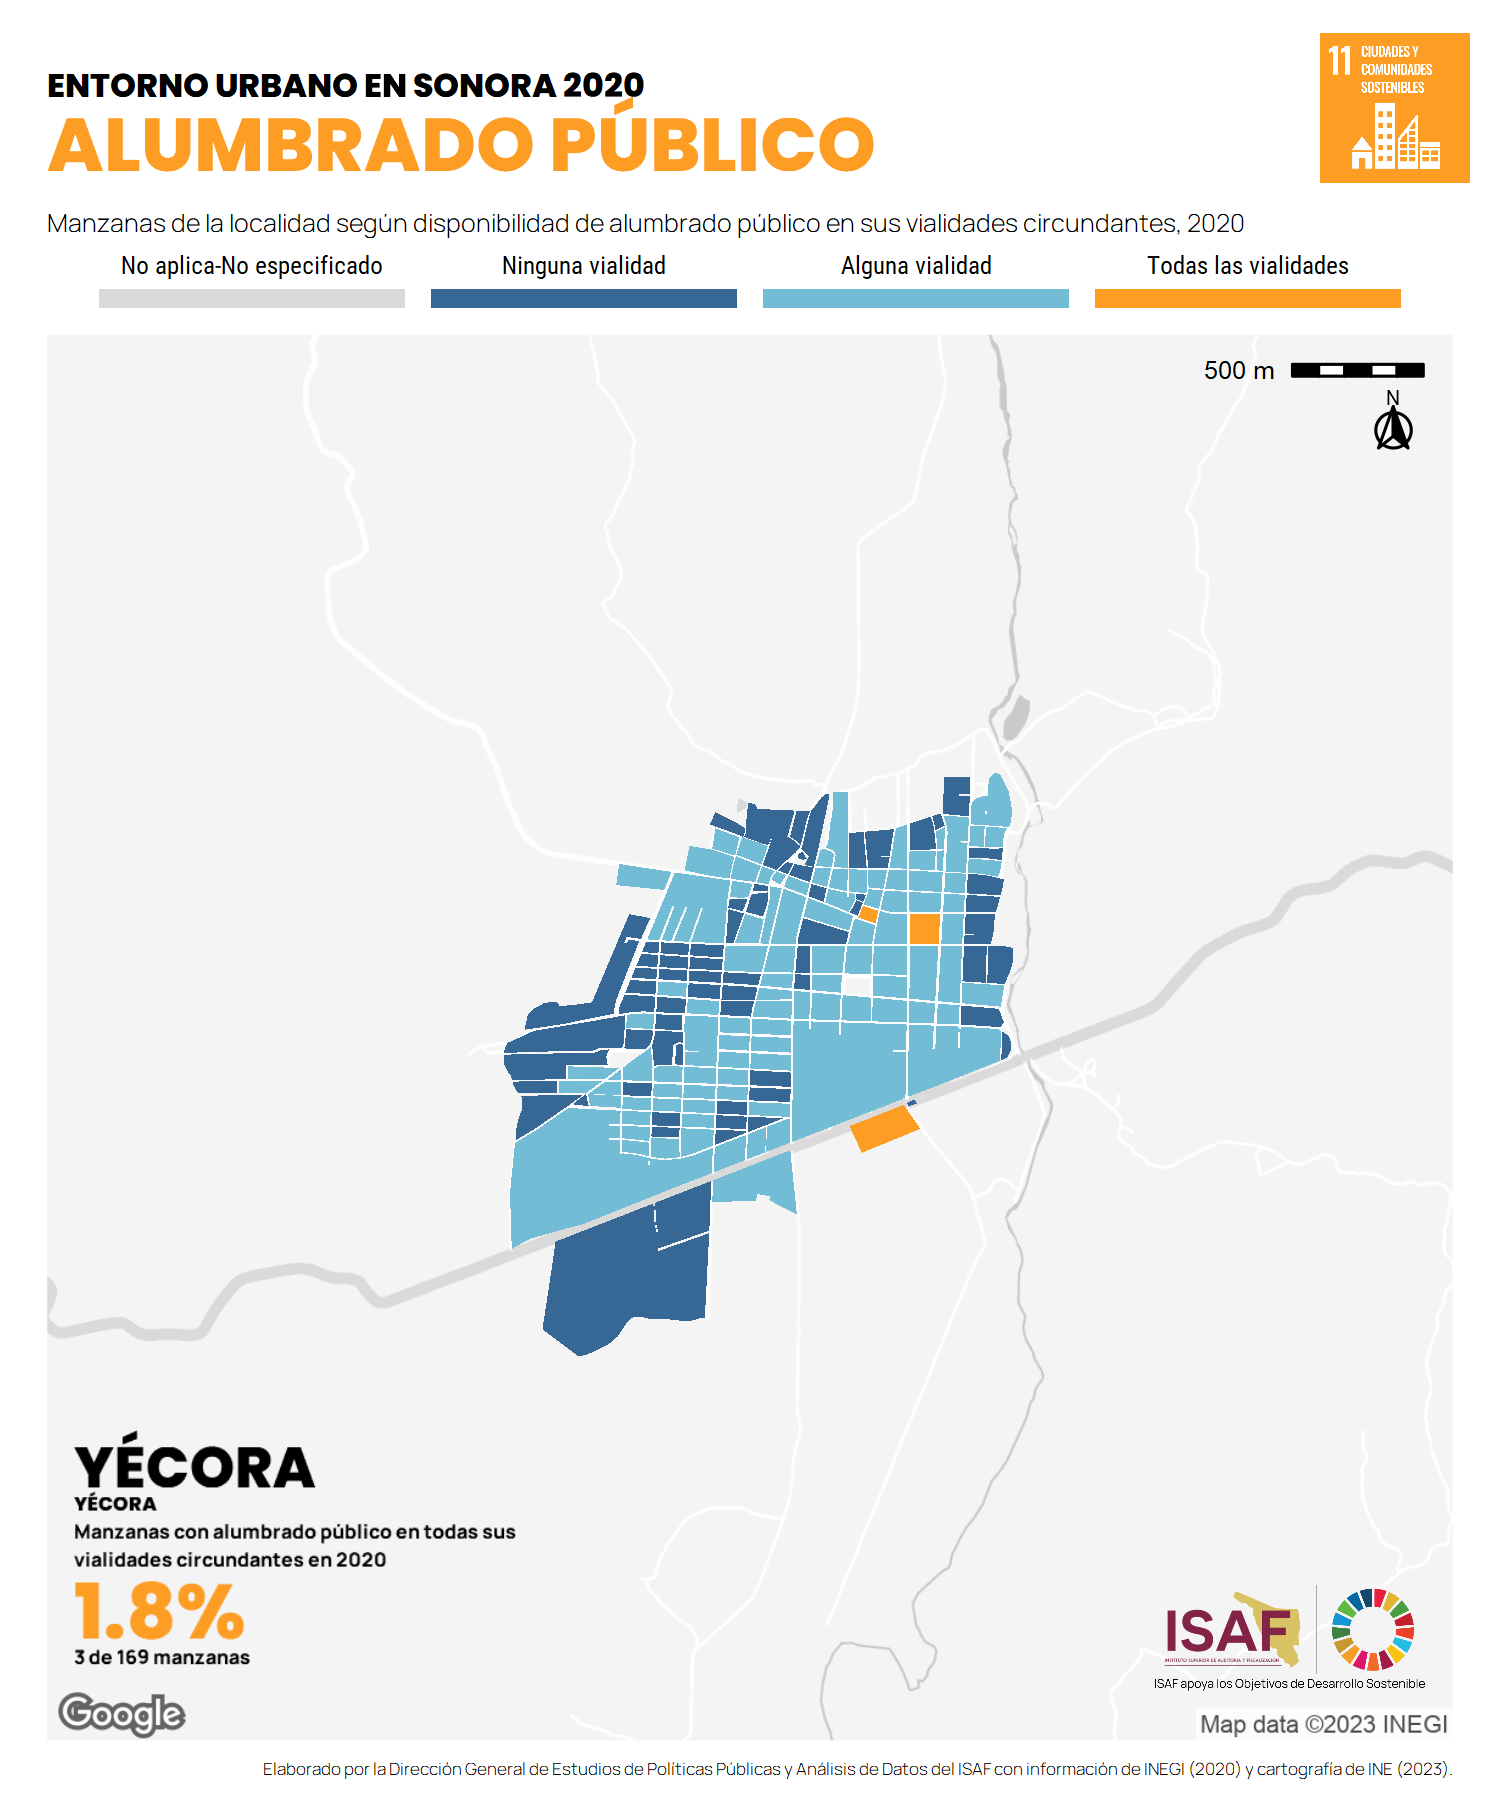 ENTORNO URBANO EN SONORA 2020
ALUMBRADO PÚBLICO
11 CIUDADES Y
COMUNIDADES
SOSTENIBLES
Manzanas de la localidad según disponibilidad de alumbrado público en sus vialidades circundantes, 2020
No aplica-No especificado
Ninguna vialidad
Alguna vialidad
Todas las vialidades
500 m
N
YÉCORA
YÉCORA
Manzanas con alumbrado público en todas sus
vialidades circundantes en 2020
1.8%
3 de 169 manzanas
Google
ISAF
INSTITUTO SUPERIOR DE AUDITORÍA Y FISCALIZACIÓN
ISAF apoya los Objetivos de Desarrollo Sostenible
Map data ©2023 INEGI
Elaborado por la Dirección General de Estudios de Políticas Públicas y Análisis de Datos del ISAF con información de INEGI (2020) y cartografía de INE (2023).